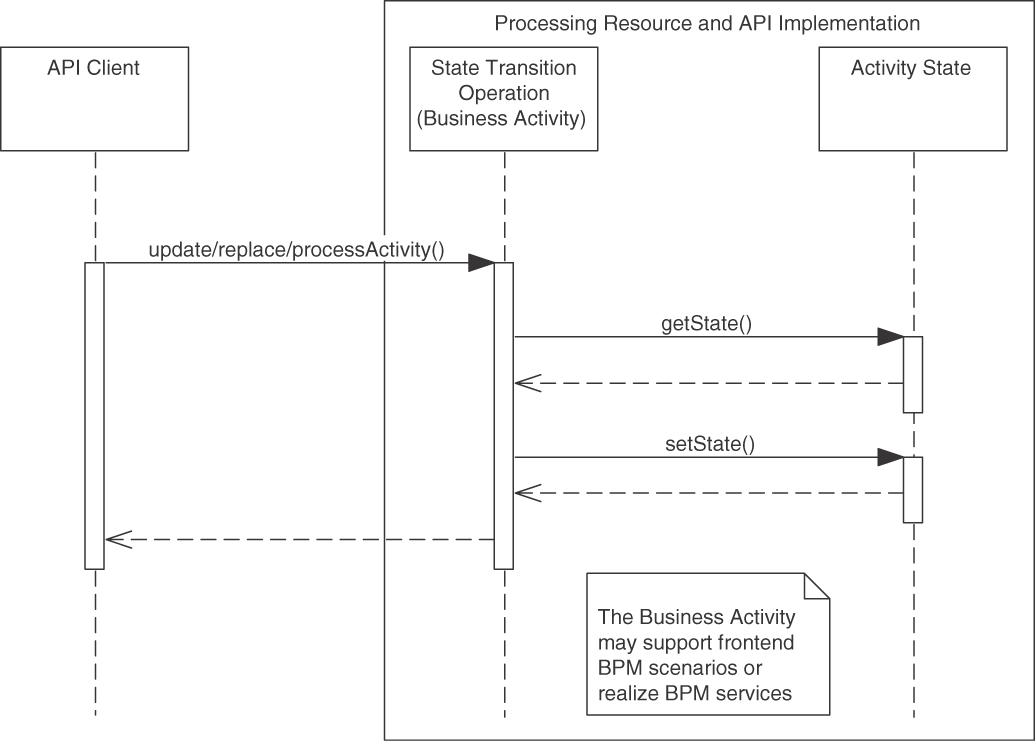 Processing Resource and API Implementation
API Client
State Transition
Operation
(Business Activity)
Activity State
update/replace/processActivity()
getState()
setState()
The Business Activity
may support frontend
BPM scenarios or
realize BPM services